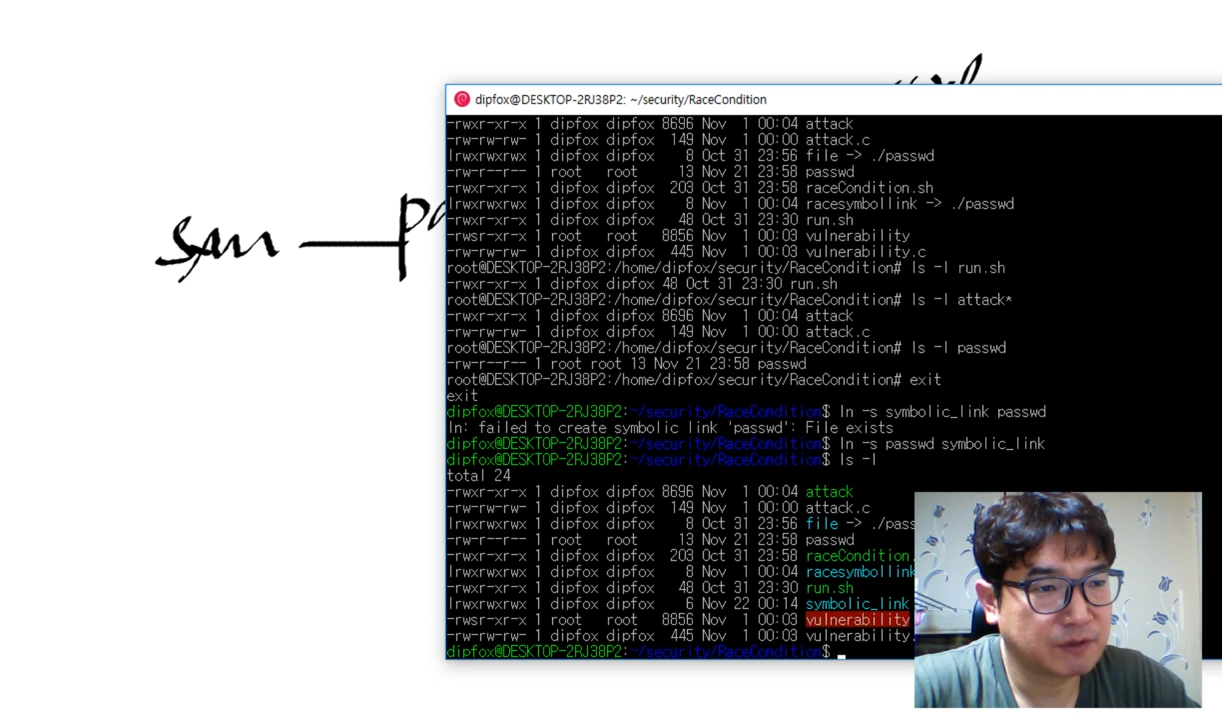 dipfox@DESKTOP-2RJ38P2: ~/security/RaceCondition
-rwxr-xr-x 1 dipfox dipfox 8696 Nov  1 00:04 attack
-rw-rw-rw- 1 dipfox dipfox  149 Nov  1 00:00 attack.c
lrwxrwxrwx 1 dipfox dipfox    8 Oct 31 23:56 file -> ./passwd
-rw-r--r-- 1 root   root     13 Nov 21 23:58 passwd
-rwxr-xr-x 1 dipfox dipfox  203 Oct 31 23:58 raceCondition.sh
lrwxrwxrwx 1 dipfox dipfox    8 Nov  1 00:04 racesymbollink -> ./passwd
-rwxr-xr-x 1 dipfox dipfox   48 Oct 31 23:30 run.sh
-rwsr-xr-x 1 root   root   8856 Nov  1 00:03 vulnerability
-rw-rw-rw- 1 dipfox dipfox  445 Nov  1 00:03 vulnerability.c
root@DESKTOP-2RJ38P2:/home/dipfox/security/RaceCondition# ls -l run.sh
-rwxr-xr-x 1 dipfox dipfox 48 Oct 31 23:30 run.sh
root@DESKTOP-2RJ38P2:/home/dipfox/security/RaceCondition# ls -l attack*
-rwxr-xr-x 1 dipfox dipfox 8696 Nov  1 00:04 attack
-rw-rw-rw- 1 dipfox dipfox  149 Nov  1 00:00 attack.c
root@DESKTOP-2RJ38P2:/home/dipfox/security/RaceCondition# ls -l passwd
-rw-r--r-- 1 root root 13 Nov 21 23:58 passwd
root@DESKTOP-2RJ38P2:/home/dipfox/security/RaceCondition# exit
exit
dipfox@DESKTOP-2RJ38P2:~/security/RaceCondition$ ln -s symbolic_link passwd
ln: failed to create symbolic link 'passwd': File exists
dipfox@DESKTOP-2RJ38P2:~/security/RaceCondition$ ln -s passwd symbolic_link
dipfox@DESKTOP-2RJ38P2:~/security/RaceCondition$ ls -l
total 24
-rwxr-xr-x 1 dipfox dipfox 8696 Nov  1 00:04 attack
-rw-rw-rw- 1 dipfox dipfox  149 Nov  1 00:00 attack.c
lrwxrwxrwx 1 dipfox dipfox    8 Oct 31 23:56 file -> ./pass
-rw-r--r-- 1 root   root     13 Nov 21 23:58 passwd
-rwxr-xr-x 1 dipfox dipfox  203 Oct 31 23:58 raceCondition.
lrwxrwxrwx 1 dipfox dipfox    8 Nov  1 00:04 racesymbollink
-rwxr-xr-x 1 dipfox dipfox   48 Oct 31 23:30 run.sh
lrwxrwxrwx 1 dipfox dipfox    6 Nov 22 00:14 symbolic_link
-rwsr-xr-x 1 root   root   8856 Nov  1 00:03 vulnerability
-rw-rw-rw- 1 dipfox dipfox  445 Nov  1 00:03 vulnerability.
dipfox@DESKTOP-2RJ38P2:~/security/RaceCondition$